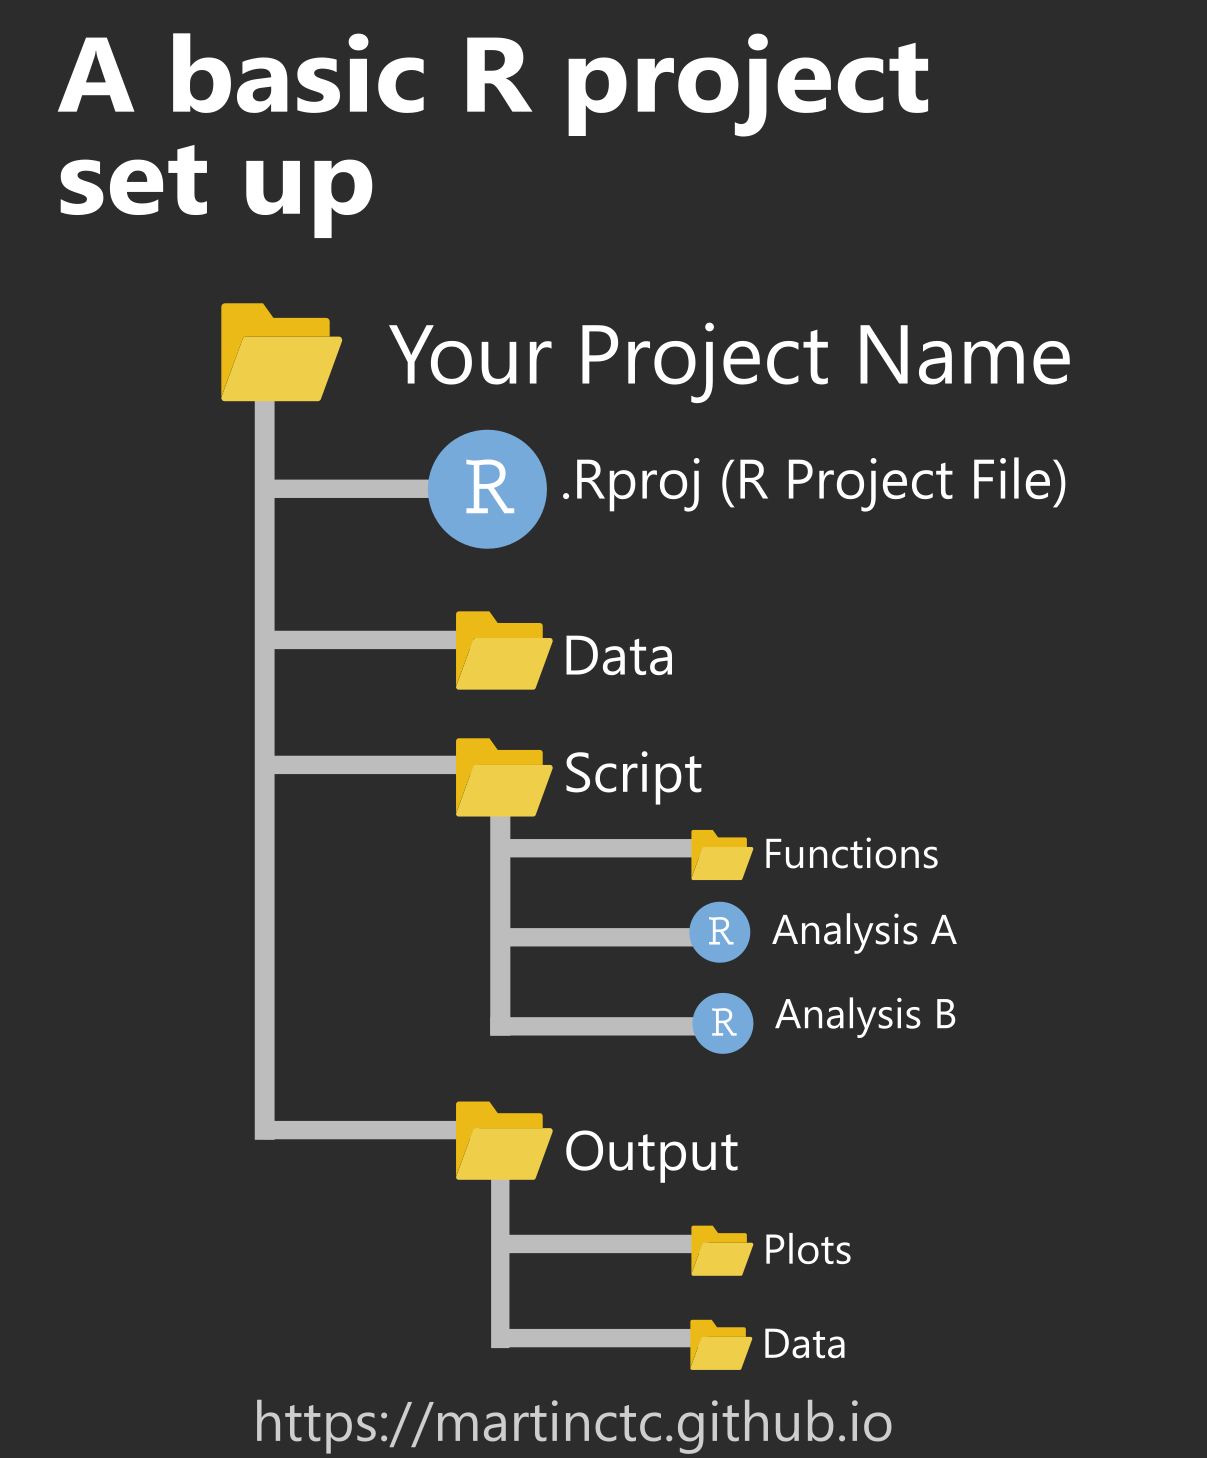 A basic R project
set up
Your Project Name
R
.Rproj (R Project File)
Data
Script
Functions
R
Analysis A
R
Analysis B
Output
Plots
Data
https://martinctc.github.io